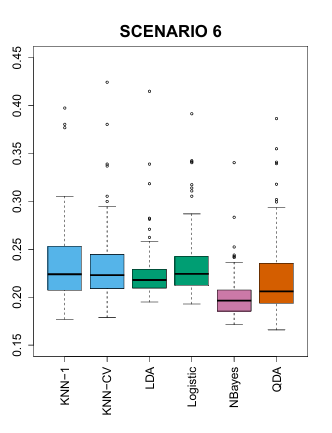 SCENARIO 6
0.45
0.40
0.35
0.30
0.25
0.20
0.15
KNN−1
KNN−CV
LDA
Logistic
NBayes
QDA